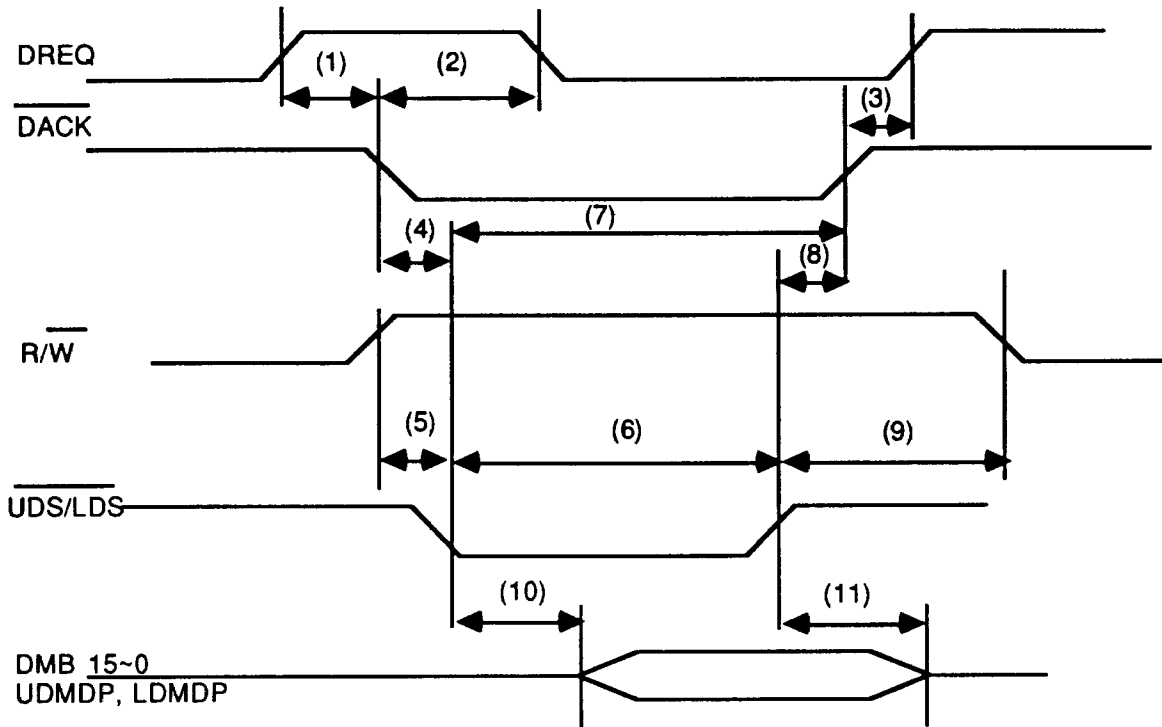 DREQ
(1)
(2)
(3)
DACK
(7)
(4)
(8)
R/W
(5)
(6)
(9)
UDS/LDS
(10)
(11)
DMB 15~0
UDMDP, LDMDP